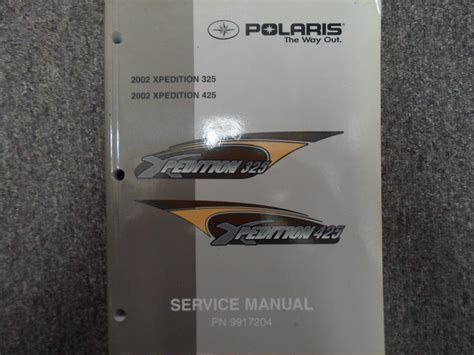 POLARIS
The Way Out.
2002 XPEDITION 325
2002 XPEDITION 425
XPEDITION 325
XPEDITION 425
SERVICE MANUAL
PN 9917204